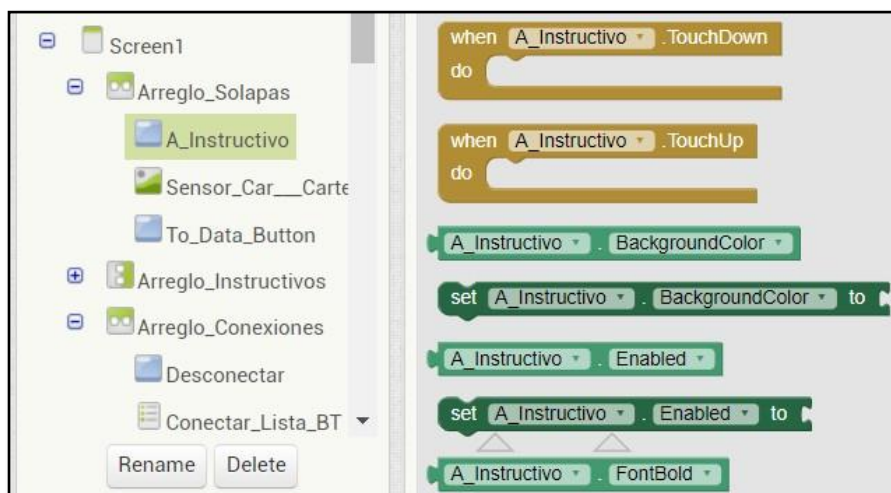 Screen1
Arreglo_Solapas
A_Instructivo
Sensor_Car___Carte
To_Data_Button
Arreglo_Instructivos
Arreglo_Conexiones
Desconectar
Conectar_Lista_BT
Rename Delete
when A_Instructivo .TouchDown
do
when A_Instructivo .TouchUp
do
A_Instructivo . BackgroundColor
set A_Instructivo . BackgroundColor to
A_Instructivo . Enabled
set A_Instructivo . Enabled to
A_Instructivo . FontBold